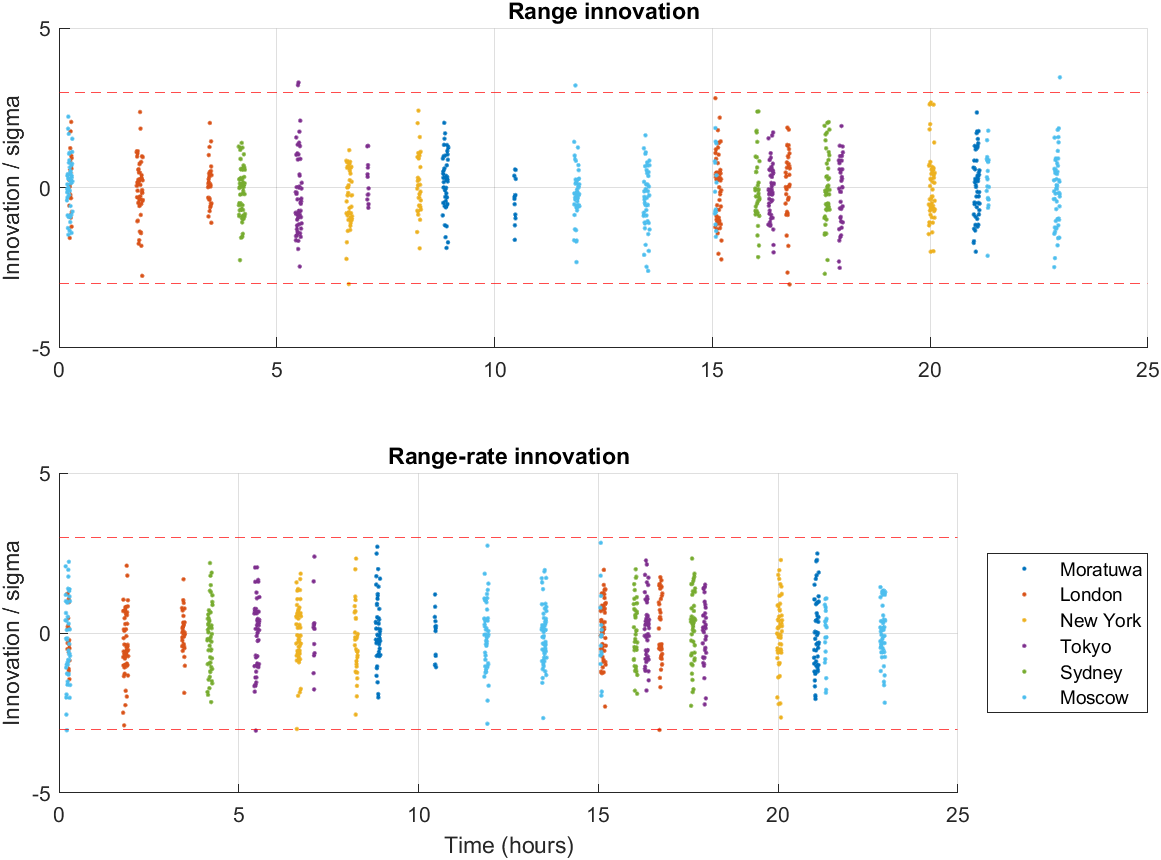 Range innovation
5
0
-5
Innovation / sigma
0 5 10 15 20 25
Range-rate innovation
5
0
-5
Innovation / sigma
0 5 10 15 20 25
Time (hours)
Moratuwa
London
New York
Tokyo
Sydney
Moscow